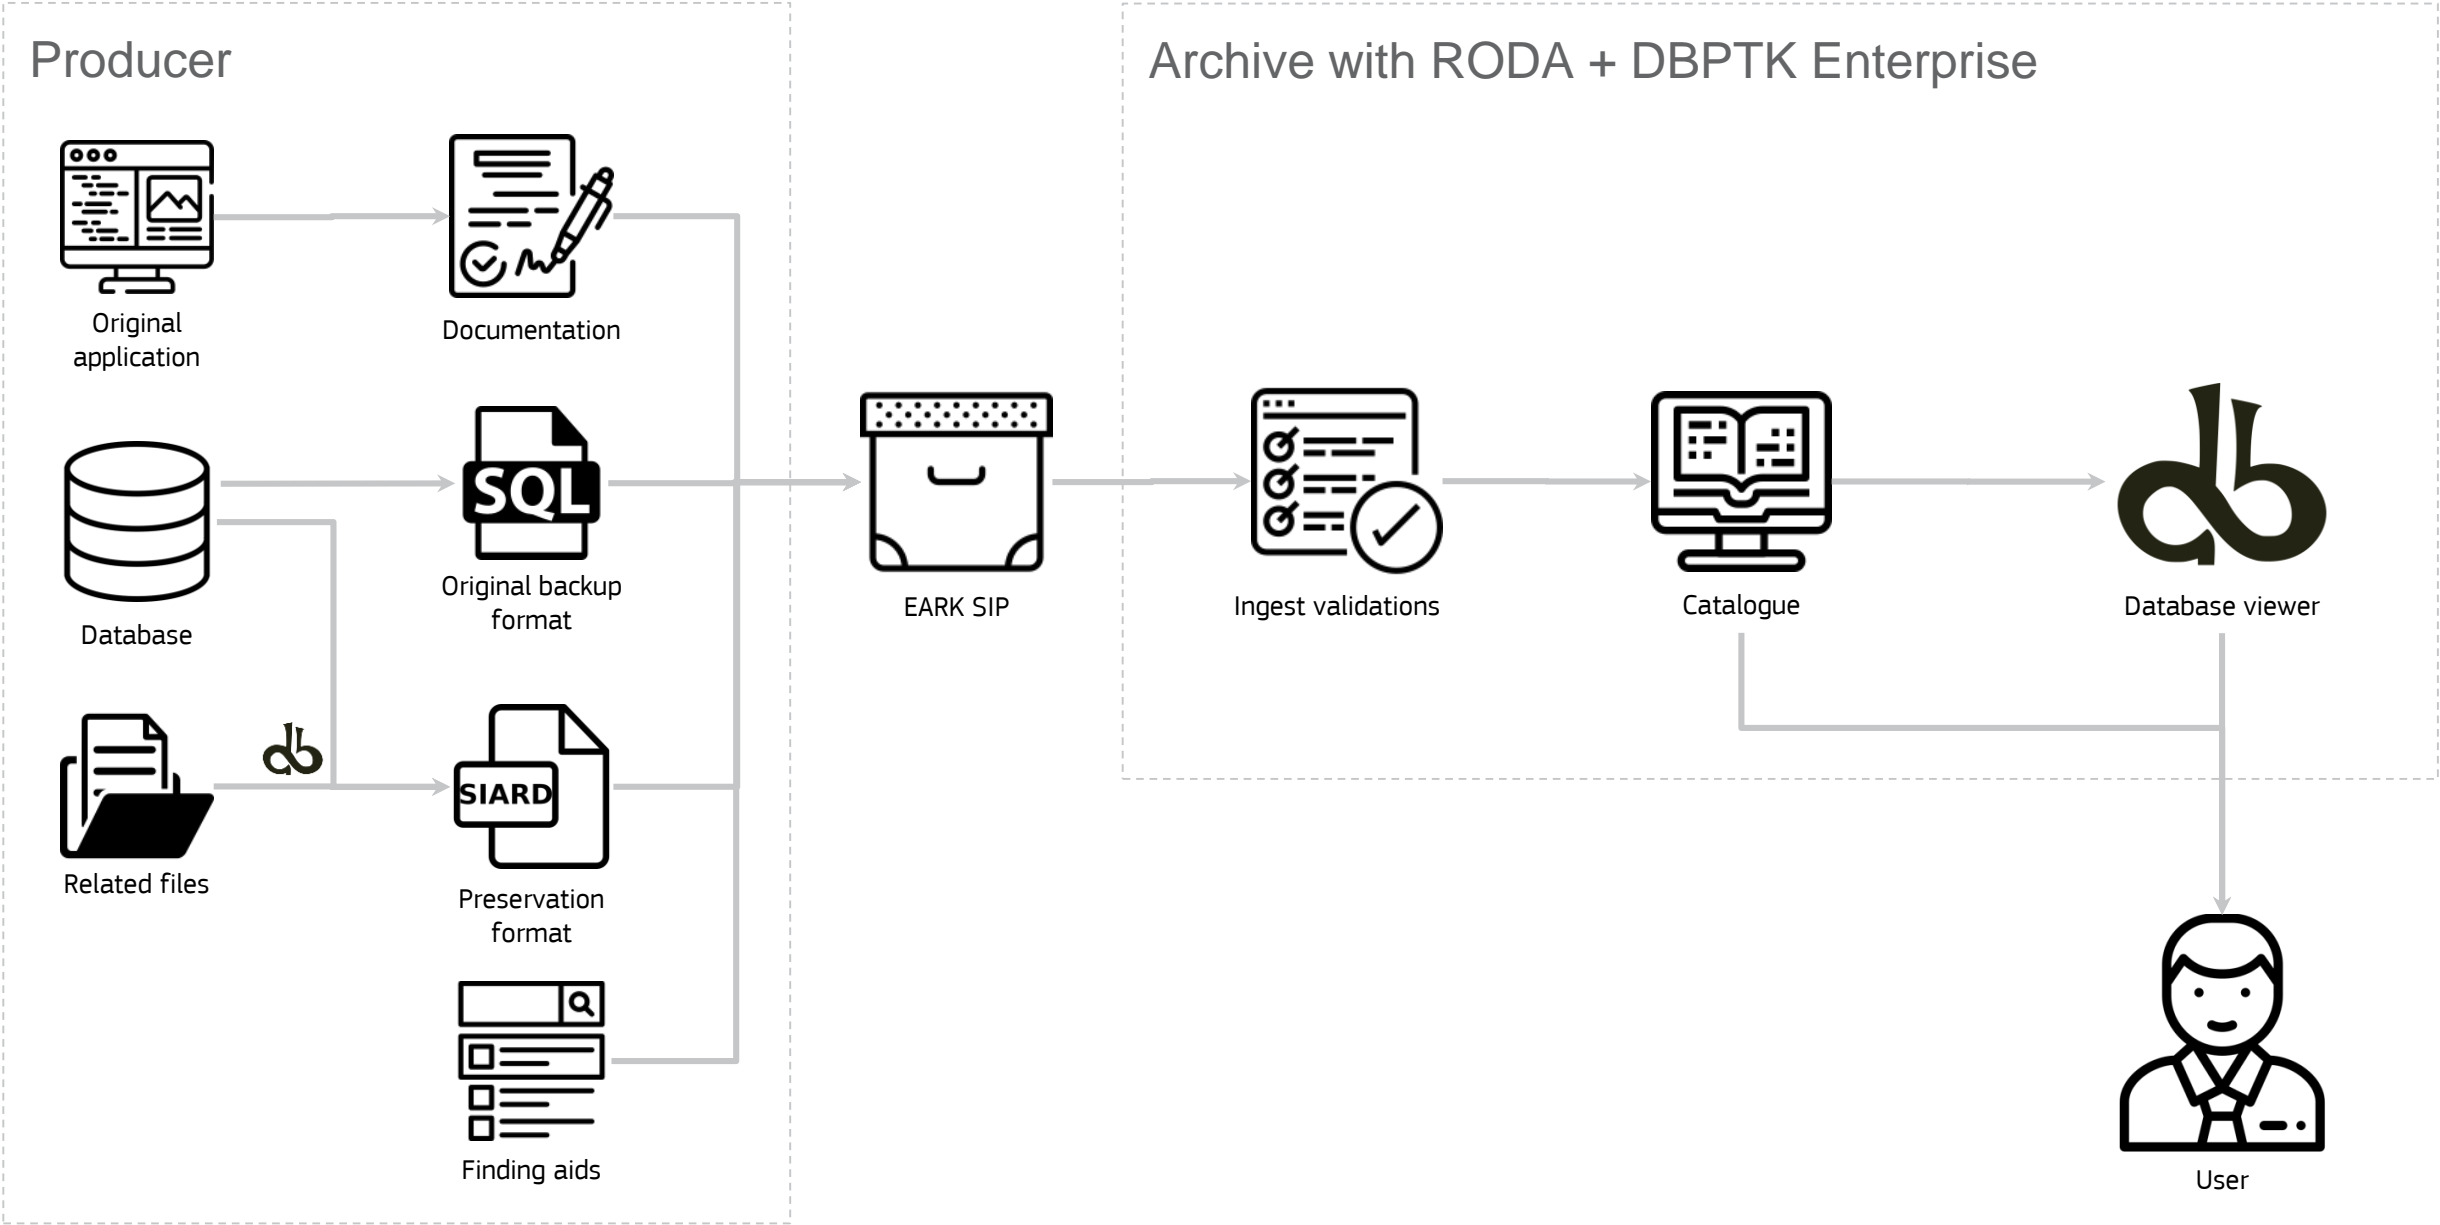 Producer
Archive with RODA + DBPTK Enterprise
Original
application
Documentation
SQL
Original backup
format
Database
EARK SIP
Ingest validations
Catalogue
Database viewer
Related files
SIARD
Preservation
format
Finding aids
User